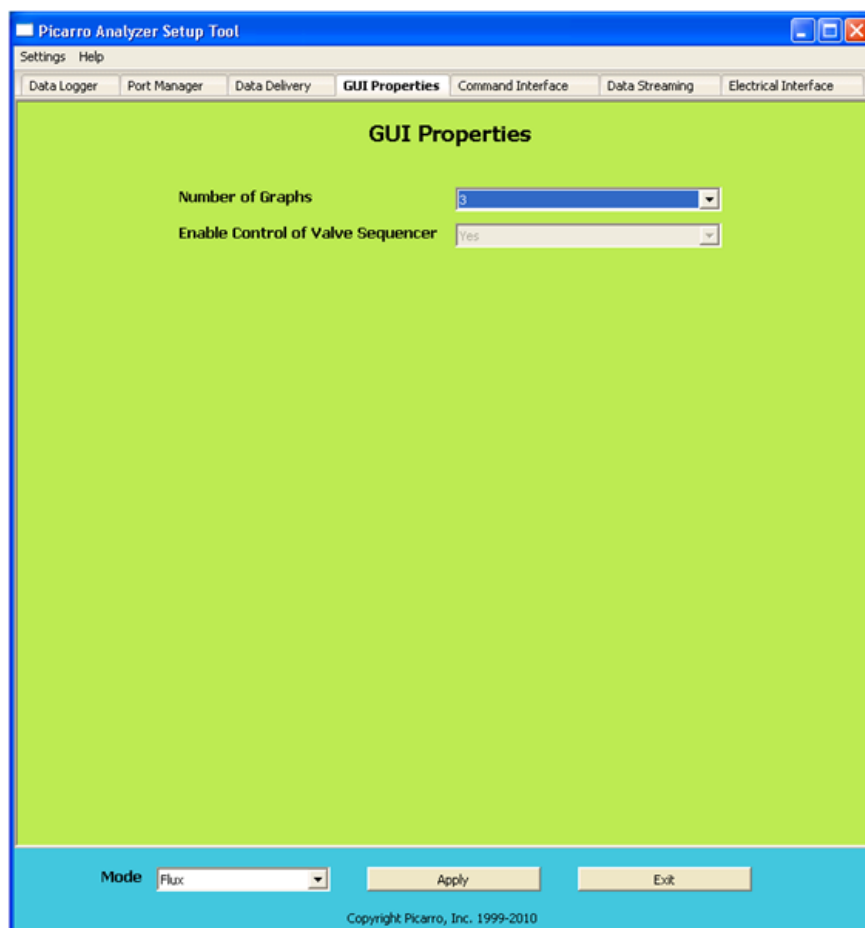 Picarro Analyzer Setup Tool
Settings Help
Data Logger Port Manager Data Delivery GUI Properties Command Interface Data Streaming Electrical Interface
GUI Properties
Number of Graphs 3
Enable Control of Valve Sequencer Yes
Mode Flux Apply Exit
Copyright Picarro, Inc. 1999-2010